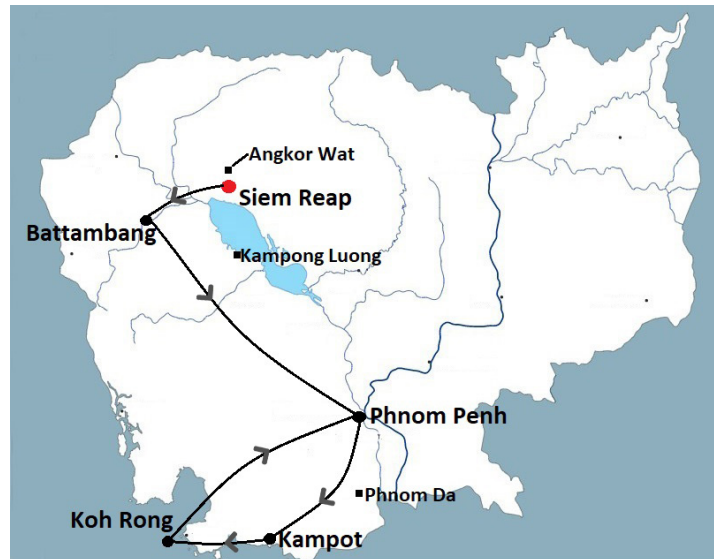 Angkor Wat
Siem Reap
Battambang
Kampong Luong
Phnom Penh
Phnom Da
Koh Rong
Kampot